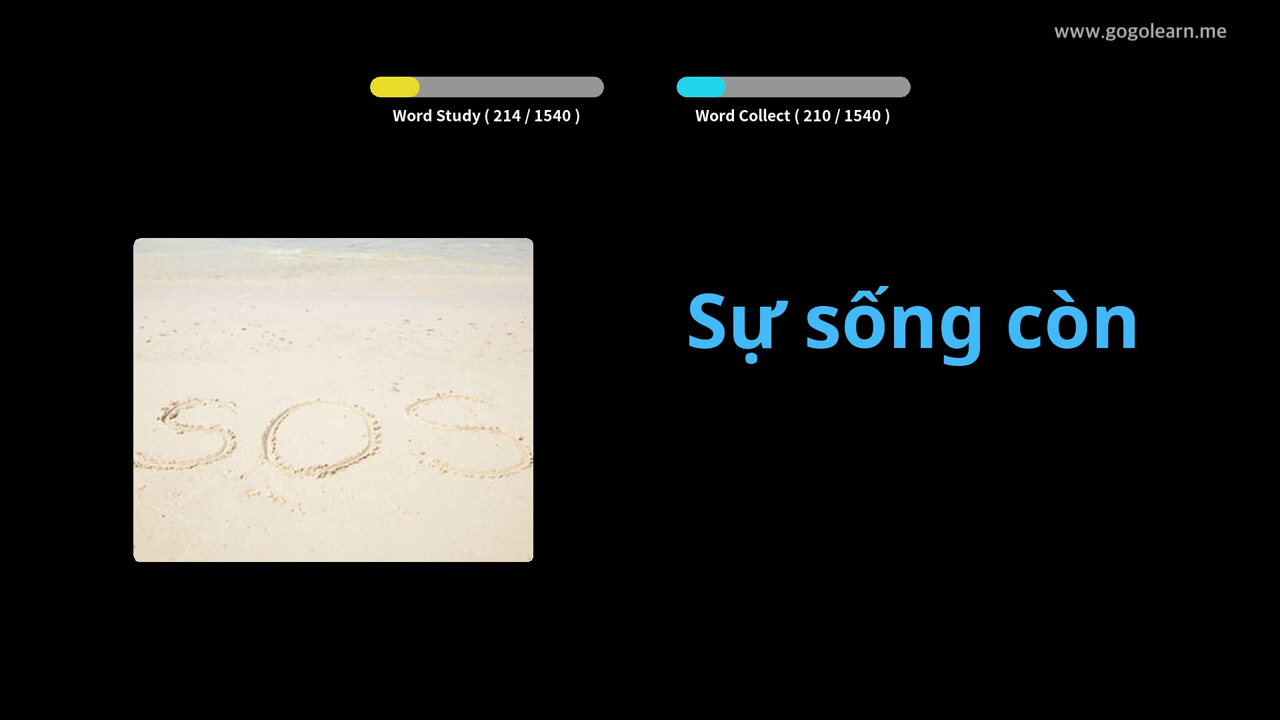 www.gogolearn.me
Word Study ( 214 / 1540 )
Word Collect ( 210 / 1540 )
Sự sống còn
SOS